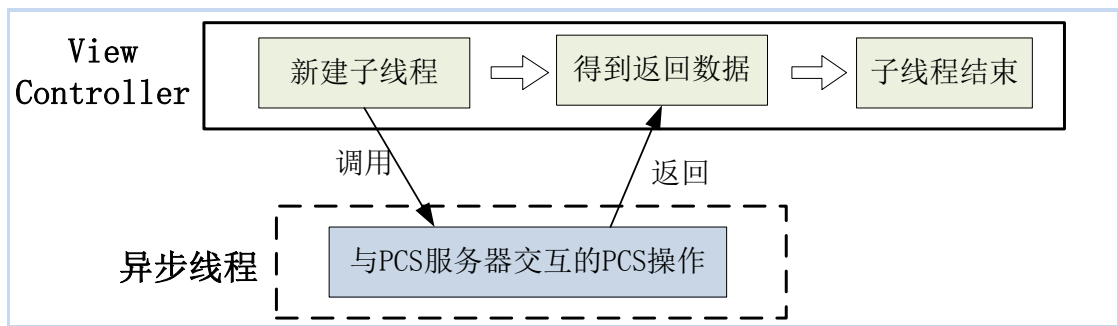 View
Controller
新建子线程
得到返回数据
子线程结束
调用
返回
异步线程
与PCS服务器交互的PCS操作